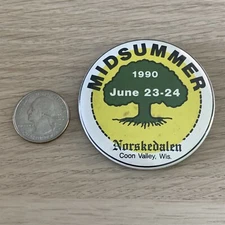 MIDSUMMER
1990
June 23-24
Norskedalen
Coon Valley, Wis.